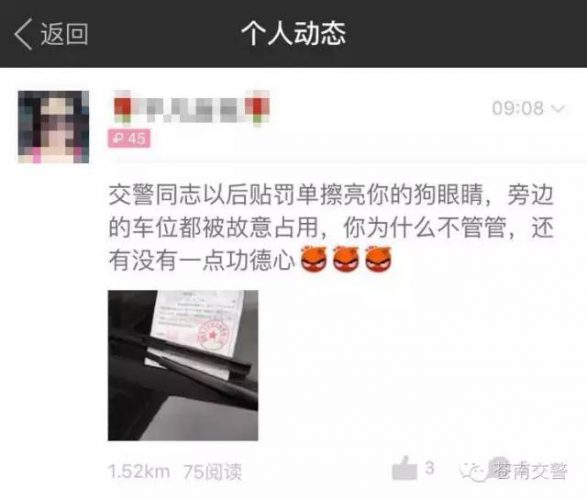 返回
个人动态
09:08
45
交警同志以后贴罚单擦亮你的狗眼睛，旁边
的车位都被故意占用，你为什么不管管，还
有没有一点功德心
1.52km 75阅读
3
苍南交警